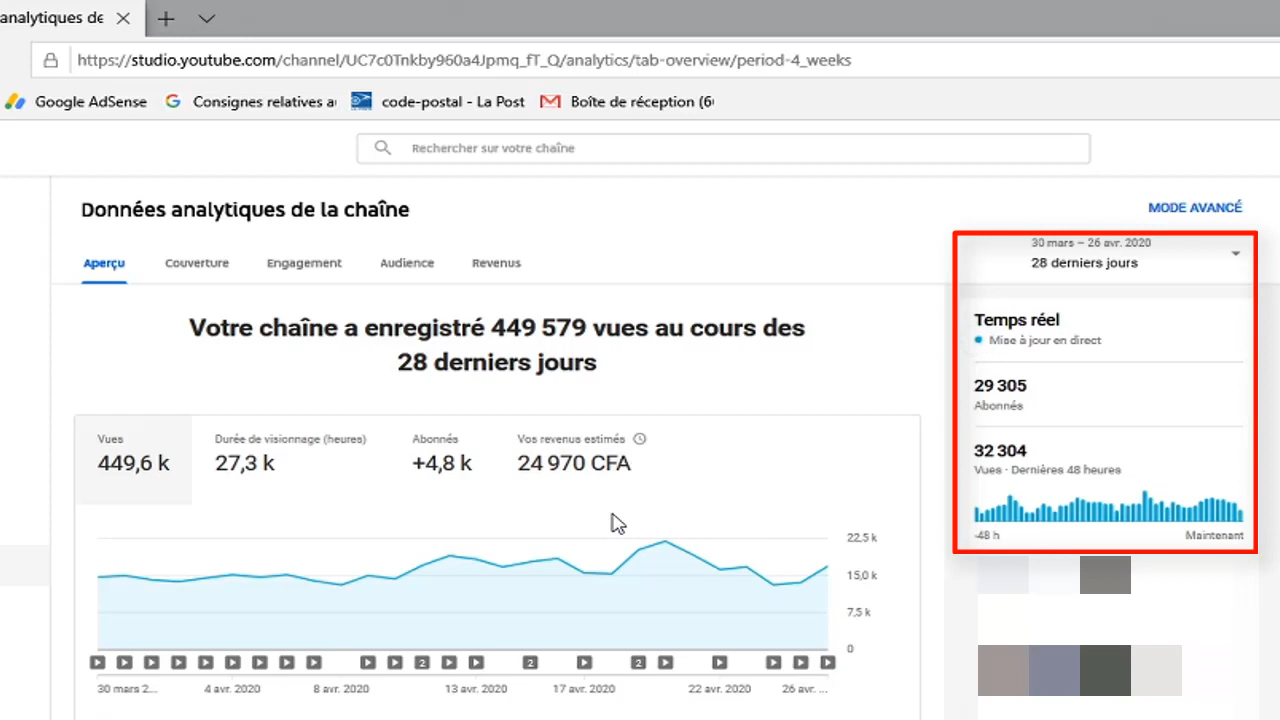 analytiques de
https://studio.youtube.com/channel/UC7c0Tnkby960a4Jpmq_fT_Q/analytics/tab-overview/period-4_weeks
Google AdSense Consignes relatives a code-postal - La Post Boîte de réception (6
Rechercher sur votre chaîne
Données analytiques de la chaîne
MODE AVANCÉ
Aperçu Couverture Engagement Audience Revenus
30 mars – 26 avr. 2020
28 derniers jours
Votre chaîne a enregistré 449 579 vues au cours des
28 derniers jours
Temps réel
Mise à jour en direct
29 305
Abonnés
32 304
Vues · Dernières 48 heures
-48 h Maintenant
Vues Durée de visionnage (heures) Abonnés Vos revenus estimés
449,6 k 27,3 k +4,8 k 24 970 CFA
22,5 k
15,0 k
7,5 k
0
2 2 2
30 mars 2... 4 avr. 2020 8 avr. 2020 13 avr. 2020 17 avr. 2020 22 avr. 2020 26 avr. ...